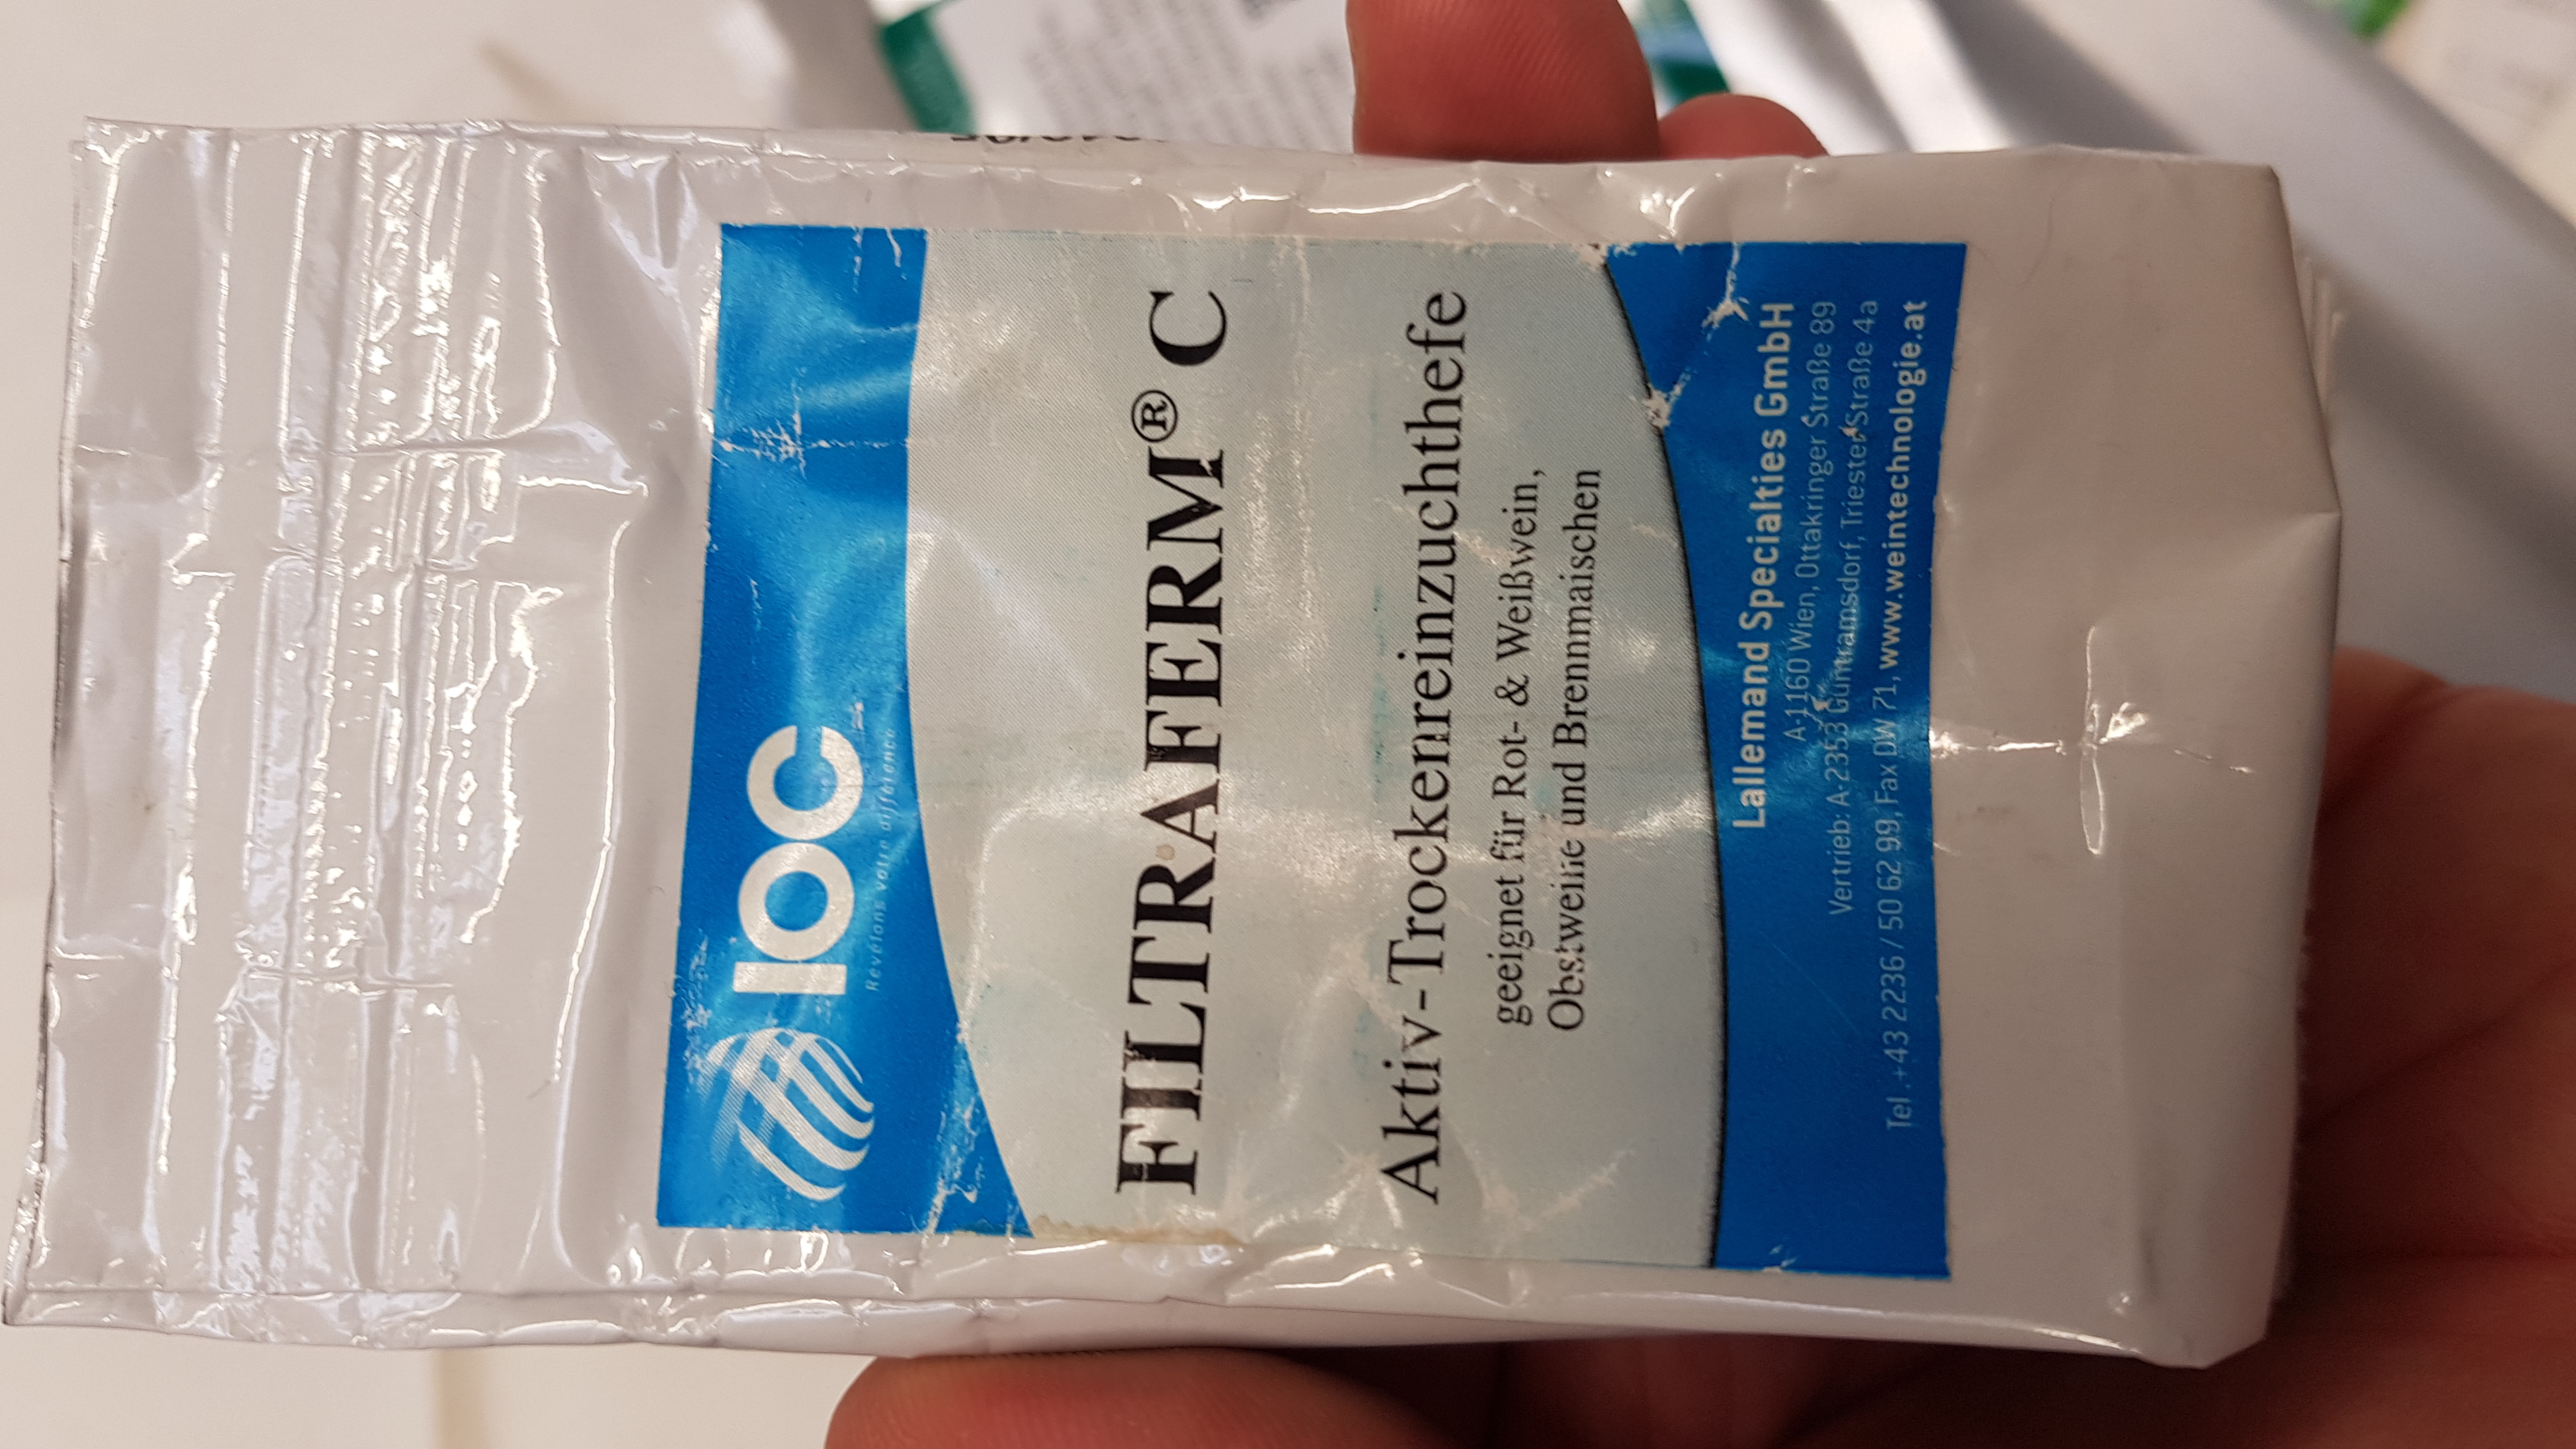 IOC
Révélons votre différence
FILTRAFERM® C
Aktiv-Trockenreinzuchthefe
geeignet für Rot- & Weißwein,
Obstweine und Brennmaischen
Lallemand Specialties GmbH
A-1160 Wien, Ottakringer Straße 89
Vertrieb: A-2353 Guntramsdorf, Triester Straße 4a
Tel .+43 2236 / 50 62 99, Fax DW 71, www.weintechnologie.at